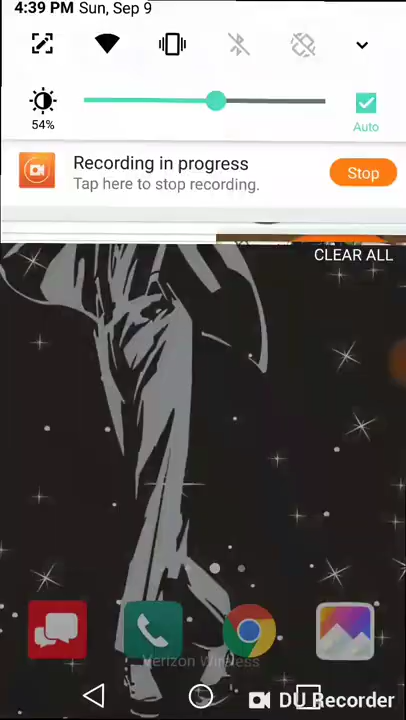 4:39 PM Sun, Sep 9
54%
Auto
Recording in progress
Tap here to stop recording.
Stop
CLEAR ALL
Verizon Wireless
DU Recorder